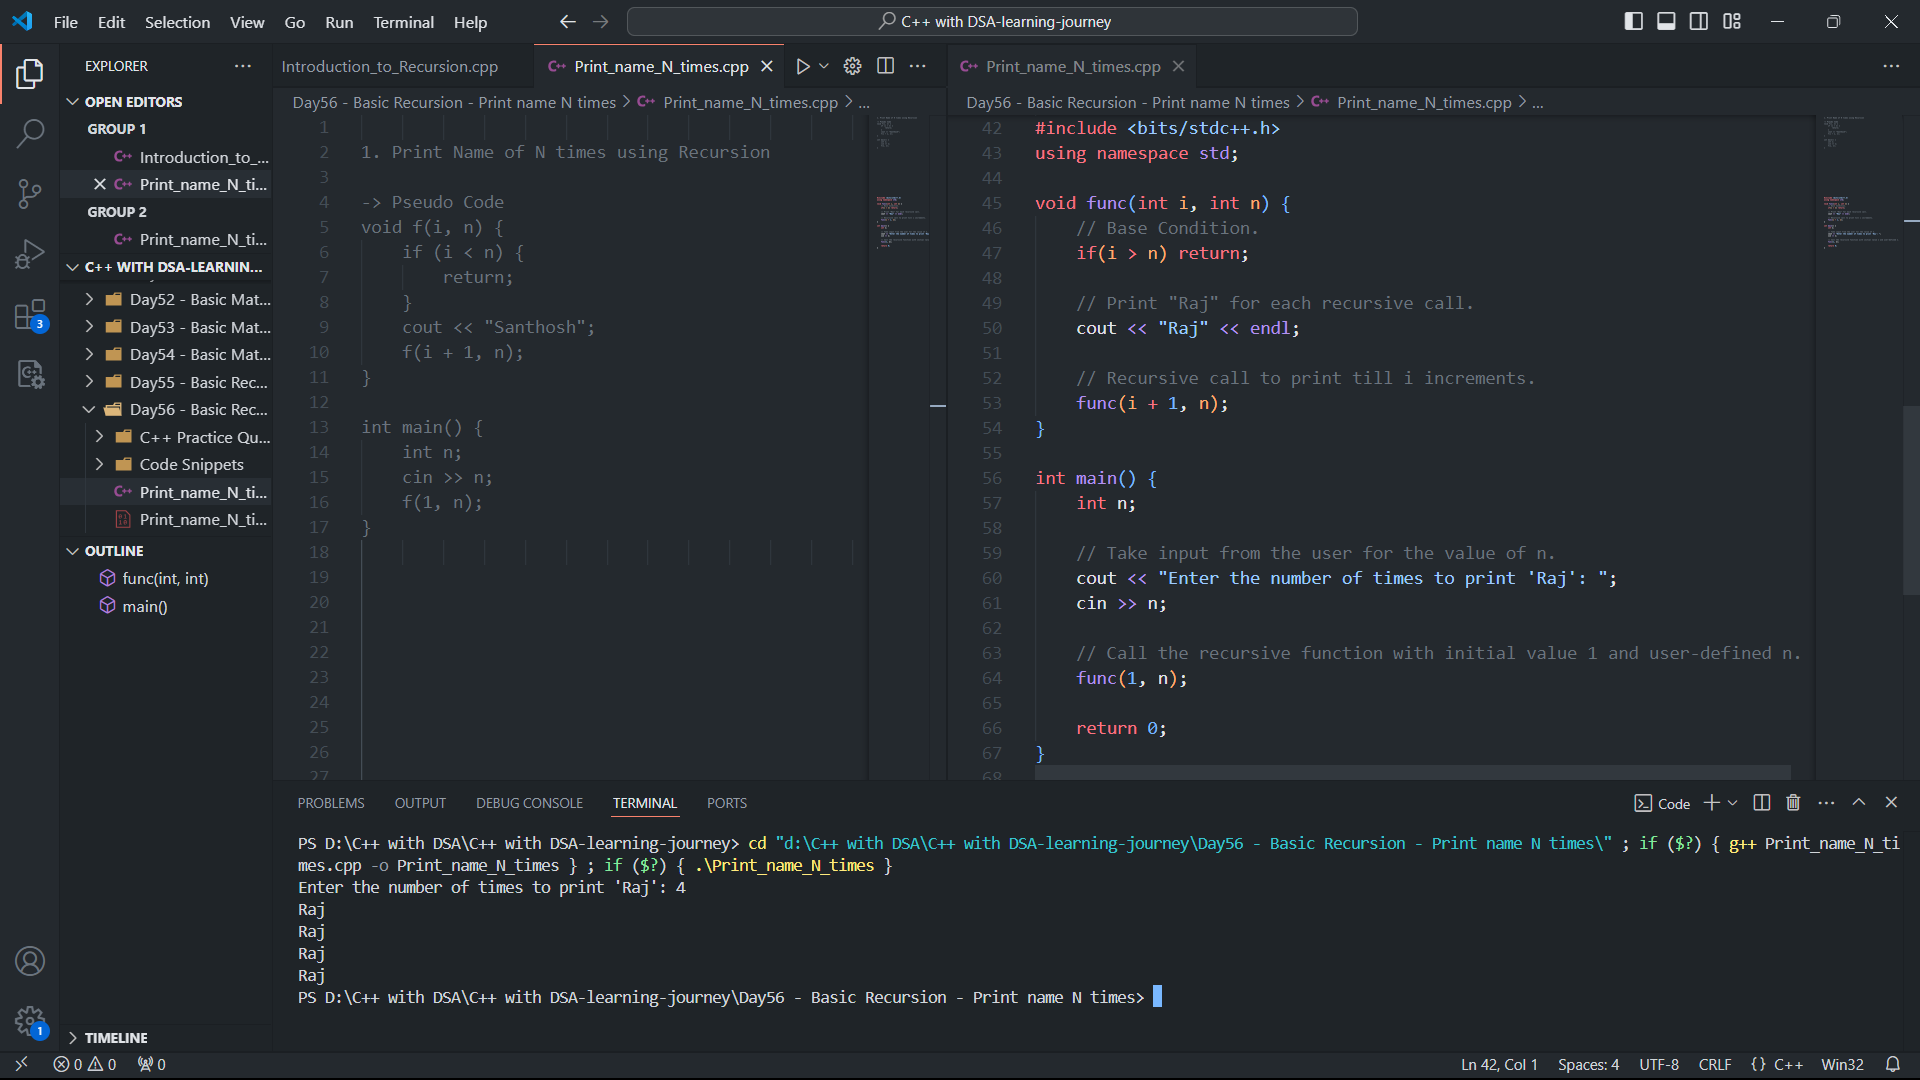 File Edit Selection View Go Run Terminal Help
C++ with DSA-learning-journey
EXPLORER
OPEN EDITORS
GROUP 1
Introduction_to_...
Print_name_N_ti...
GROUP 2
Print_name_N_ti...
C++ WITH DSA-LEARNIN...
Day52 - Basic Mat...
Day53 - Basic Mat...
Day54 - Basic Mat...
Day55 - Basic Rec...
Day56 - Basic Rec...
C++ Practice Qu...
Code Snippets
Print_name_N_ti...
Print_name_N_ti...
OUTLINE
func(int, int)
main()
TIMELINE
3
1
Introduction_to_Recursion.cpp
Print_name_N_times.cpp
Day56 - Basic Recursion - Print name N times > Print_name_N_times.cpp > ...
1
2 1. Print Name of N times using Recursion
3
4 -> Pseudo Code
5 void f(i, n) {
6     if (i < n) {
7         return;
8     }
9     cout << "Santhosh";
10     f(i + 1, n);
11 }
12
13 int main() {
14     int n;
15     cin >> n;
16     f(1, n);
17 }
18
19
20
21
22
23
24
25
26
27
Print_name_N_times.cpp
Day56 - Basic Recursion - Print name N times > Print_name_N_times.cpp > ...
42 #include <bits/stdc++.h>
43 using namespace std;
44
45 void func(int i, int n) {
46     // Base Condition.
47     if(i > n) return;
48
49     // Print "Raj" for each recursive call.
50     cout << "Raj" << endl;
51
52     // Recursive call to print till i increments.
53     func(i + 1, n);
54 }
55
56 int main() {
57     int n;
58
59     // Take input from the user for the value of n.
60     cout << "Enter the number of times to print 'Raj': ";
61     cin >> n;
62
63     // Call the recursive function with initial value 1 and user-defined n.
64     func(1, n);
65
66     return 0;
67 }
68
PROBLEMS OUTPUT DEBUG CONSOLE TERMINAL PORTS
Code
PS D:\C++ with DSA\C++ with DSA-learning-journey> cd "d:\C++ with DSA\C++ with DSA-learning-journey\Day56 - Basic Recursion - Print name N times\" ; if ($?) { g++ Print_name_N_ti
mes.cpp -o Print_name_N_times } ; if ($?) { .\Print_name_N_times }
Enter the number of times to print 'Raj': 4
Raj
Raj
Raj
Raj
PS D:\C++ with DSA\C++ with DSA-learning-journey\Day56 - Basic Recursion - Print name N times>
0 0 0
Ln 42, Col 1 Spaces: 4 UTF-8 CRLF {} C++ Win32